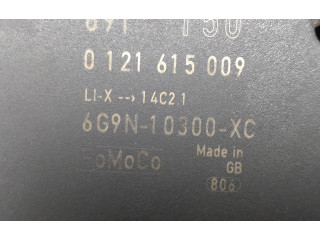 0 121 615 009
LI-X --> 14C2.1
6G9N-10300-XC
FoMoCo Made in
GB
806